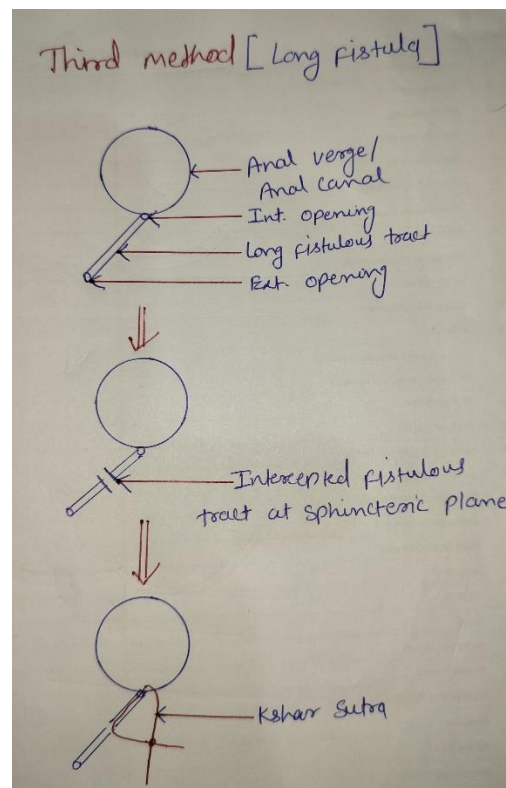 Third method [Long fistula]
Anal verge/
Anal canal
Int. opening
Long fistulous tract
Ext. opening
Intercepted fistulous
tract at sphincteric plane
Kshar Sutra